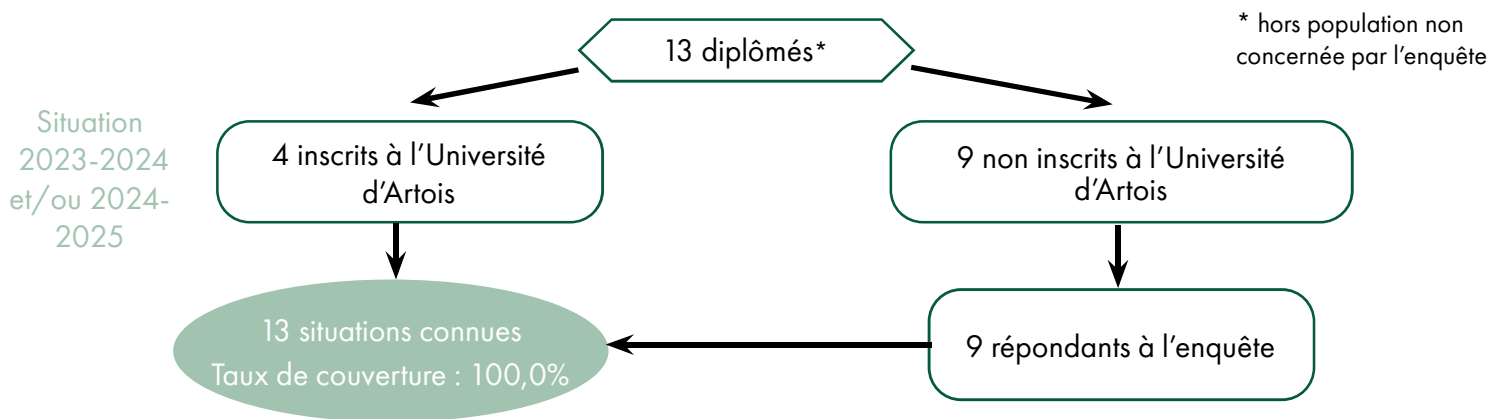 13 diplômés*
* hors population non
concernée par l'enquête
Situation
2023-2024
et/ou 2024-
2025
4 inscrits à l'Université
d'Artois
9 non inscrits à l'Université
d'Artois
13 situations connues
Taux de couverture : 100,0%
9 répondants à l'enquête